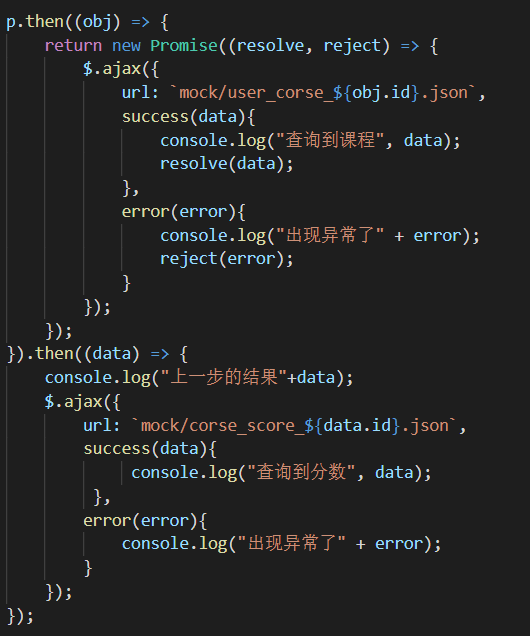 p.then((obj) => {
    return new Promise((resolve, reject) => {
        $.ajax({
            url: `mock/user_corse_${obj.id}.json`,
            success(data){
                console.log("查询到课程", data);
                resolve(data);
            },
            error(error){
                console.log("出现异常了" + error);
                reject(error);
            }
        });
    });
}).then((data) => {
    console.log("上一步的结果"+data);
    $.ajax({
        url: `mock/corse_score_${data.id}.json`,
        success(data){
             console.log("查询到分数", data);
         },
        error(error){
            console.log("出现异常了" + error);
        }
    });
});